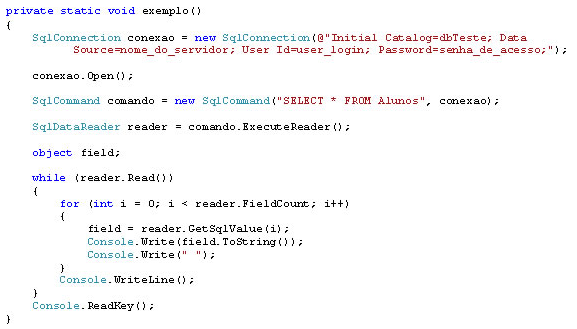 private static void exemplo()
{
SqlConnection conexao = new SqlConnection(@"Initial Catalog=dbTeste; Data
Source=nome_do_servidor; User Id=user_login; Password=senha_de_acesso;");
conexao.Open();
SqlCommand comando = new SqlCommand("SELECT * FROM Alunos", conexao);
SqlDataReader reader = comando.ExecuteReader();
object field;
while (reader.Read())
{
for (int i = 0; i < reader.FieldCount; i++)
{
field = reader.GetSqlValue(i);
Console.Write(field.ToString());
Console.Write(" ");
}
Console.WriteLine();
}
Console.ReadKey();
}